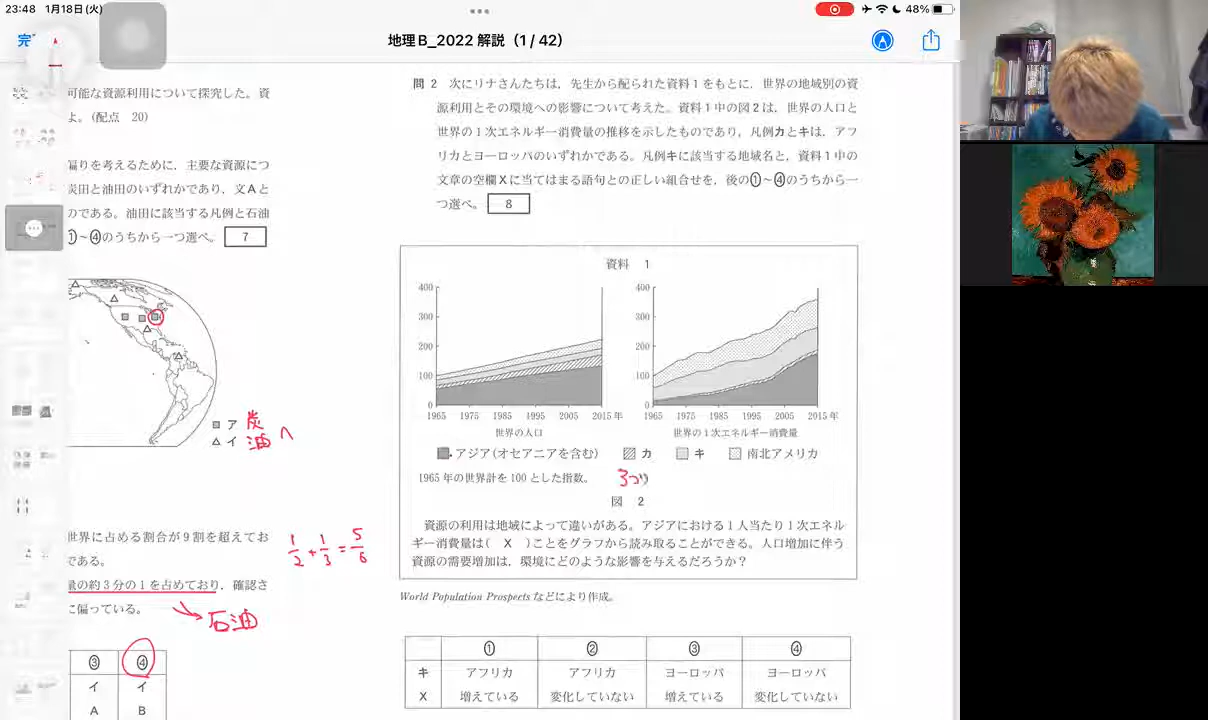 23:48 1月18日(火)
48%
完
地理B_2022 解説（1 / 42）
可能な資源利用について探究した。資
よ。(配点 20)
偏りを考えるために，主要な資源につ
炭田と油田のいずれかであり，文Aと
のである。油田に該当する凡例と石油
①～④のうちから一つ選べ。 7
ア 炭
イ 油
世界に占める割合が9割を超えてお
である。
量の約3分の1を占めており，確認さ
に偏っている。
石油
1/2 + 1/3 = 5/6
③ ④
イ イ
A B
問2 次にリナさんたちは，先生から配られた資料1をもとに，世界の地域別の資
源利用とその環境への影響について考えた。資料1中の図2は，世界の人口と
世界の1次エネルギー消費量の推移を示したものであり，凡例カとキは，アフ
リカとヨーロッパのいずれかである。凡例キに該当する地域名と，資料1中の
文章の空欄Xに当てはまる語句との正しい組合せを，後の①～④のうちから一
つ選べ。 8
資料 1
400 400
300 300
200 200
100 100
0 0
1965 1975 1985 1995 2005 2015年 1965 1975 1985 1995 2005 2015年
世界の人口 世界の1次エネルギー消費量
アジア(オセアニアを含む) カ キ 南北アメリカ
1965年の世界計を100とした指数。
図 2
資源の利用は地域によって違いがある。アジアにおける1人当たり1次エネル
ギー消費量は( X )ことをグラフから読み取ることができる。人口増加に伴う
資源の需要増加は，環境にどのような影響を与えるだろうか？
World Population Prospects などにより作成。
① ② ③ ④
キ アフリカ アフリカ ヨーロッパ ヨーロッパ
X 増えている 変化していない 増えている 変化していない